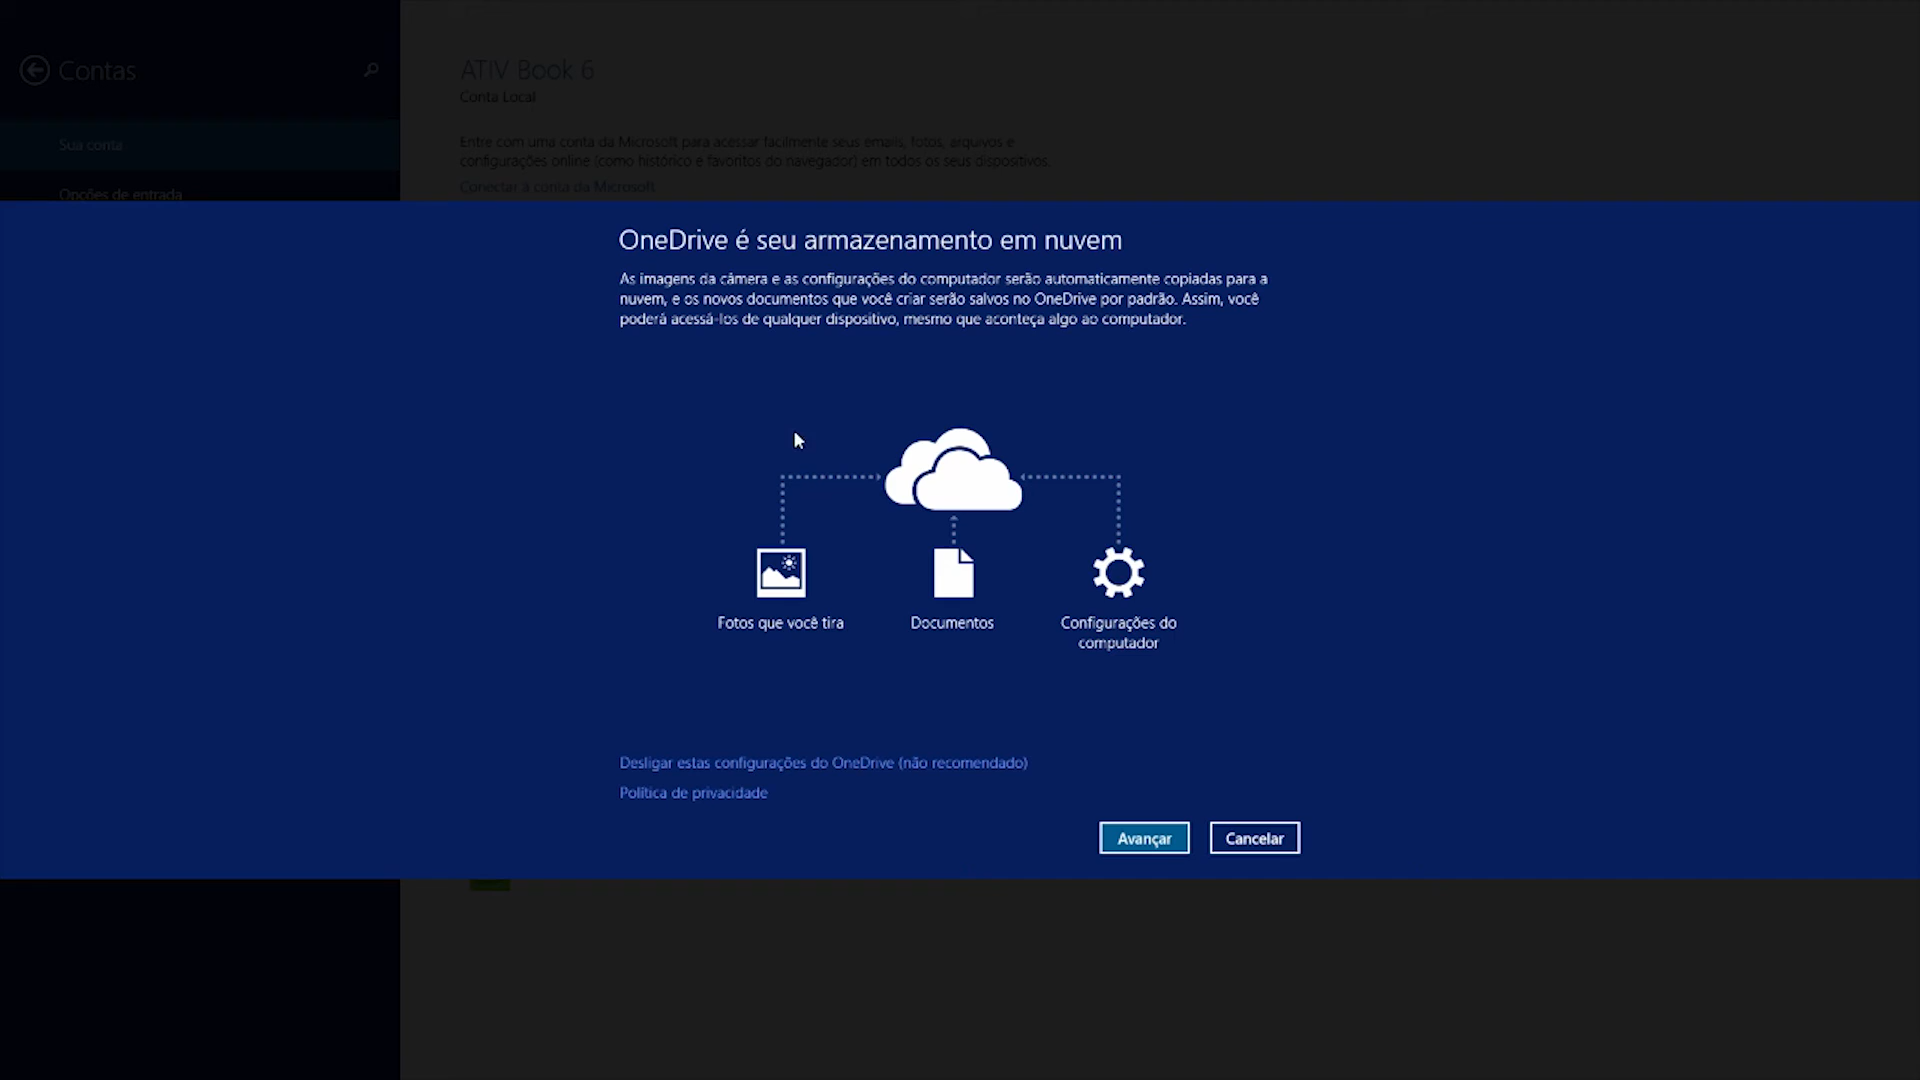 Contas
ATIV Book 6
Conta Local
Sua conta
Entre com uma conta da Microsoft para acessar facilmente seus emails, fotos, arquivos e
configurações online (como histórico e favoritos do navegador) em todos os seus dispositivos.
Conectar à conta da Microsoft
Opções de entrada
OneDrive é seu armazenamento em nuvem
As imagens da câmera e as configurações do computador serão automaticamente copiadas para a
nuvem, e os novos documentos que você criar serão salvos no OneDrive por padrão. Assim, você
poderá acessá-los de qualquer dispositivo, mesmo que aconteça algo ao computador.
Fotos que você tira
Documentos
Configurações do
computador
Desligar estas configurações do OneDrive (não recomendado)
Política de privacidade
Avançar
Cancelar